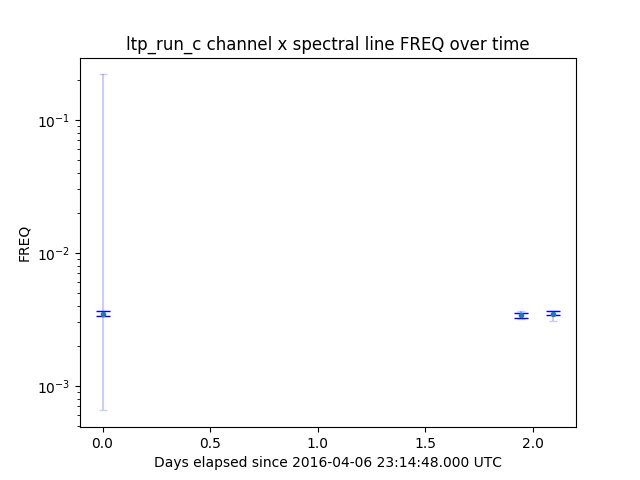 ltp_run_c channel x spectral line FREQ over time
FREQ
10⁻¹
10⁻²
10⁻³
0.0 0.5 1.0 1.5 2.0
Days elapsed since 2016-04-06 23:14:48.000 UTC